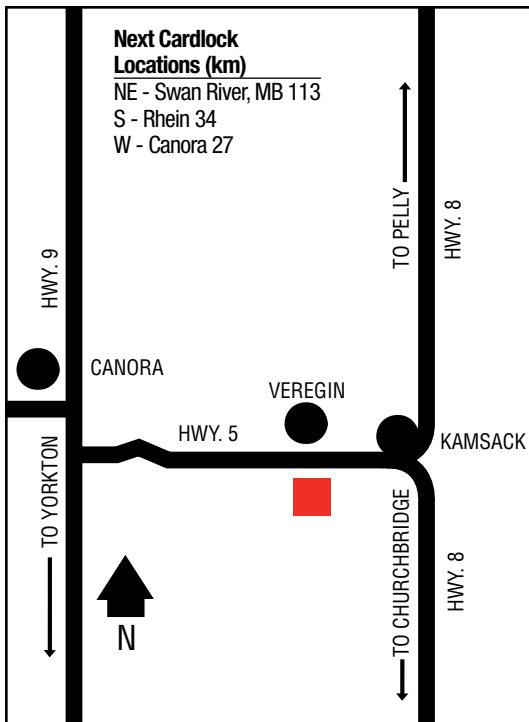 Next Cardlock
Locations (km)
NE - Swan River, MB 113
S - Rhein 34
W - Canora 27
HWY. 9
TO PELLY
HWY. 8
CANORA
VEREGIN
HWY. 5
KAMSACK
TO YORKTON
TO CHURCHBRIDGE
HWY. 8
N